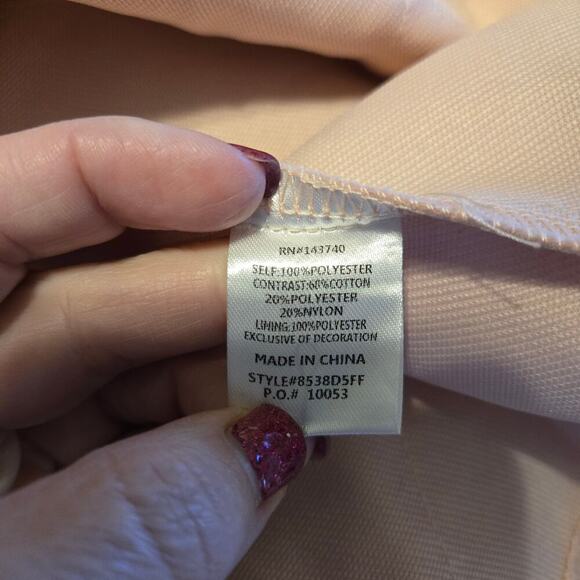 RN#143740
SELF:100%POLYESTER
CONTRAST:60%COTTON
20%POLYESTER
20%NYLON
LINING:100%POLYESTER
EXCLUSIVE OF DECORATION
MADE IN CHINA
STYLE#8538D5FF
P.O.# 10053